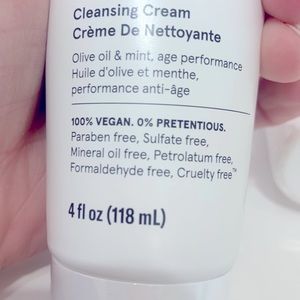 Cleansing Cream
Crème De Nettoyante
Olive oil & mint, age performance
Huile d'olive et menthe,
performance anti-âge
100% VEGAN. 0% PRETENTIOUS.
Paraben free, Sulfate free,
Mineral oil free, Petrolatum free,
Formaldehyde free, Cruelty free™
4 fl oz (118 mL)